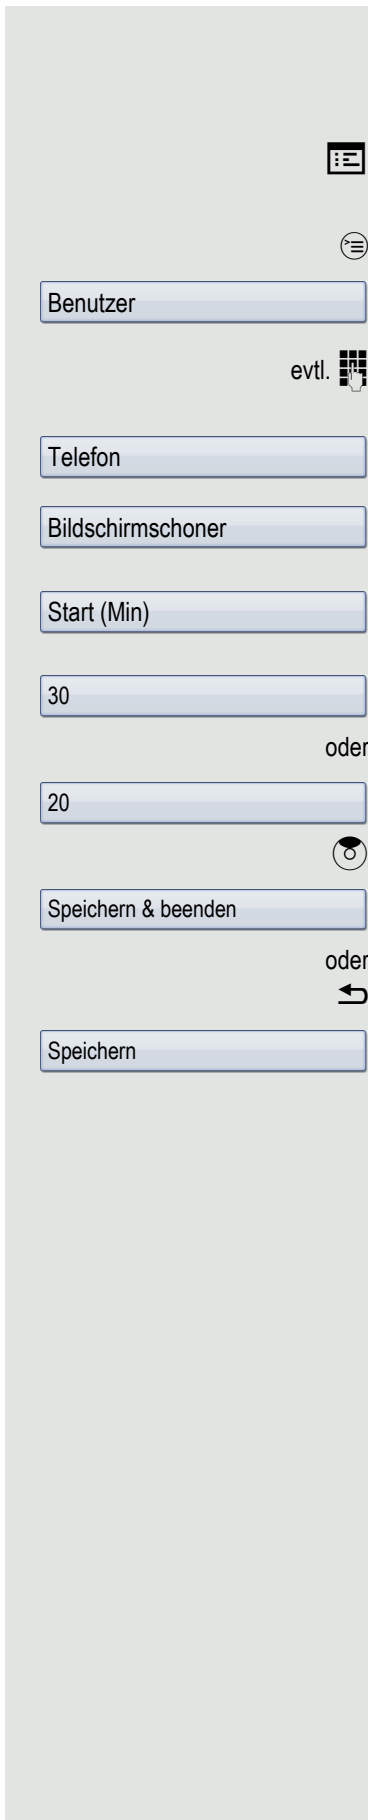 Benutzer
evtl.
Telefon
Bildschirmschoner
Start (Min)
30
oder
20
Speichern & beenden
oder
Speichern